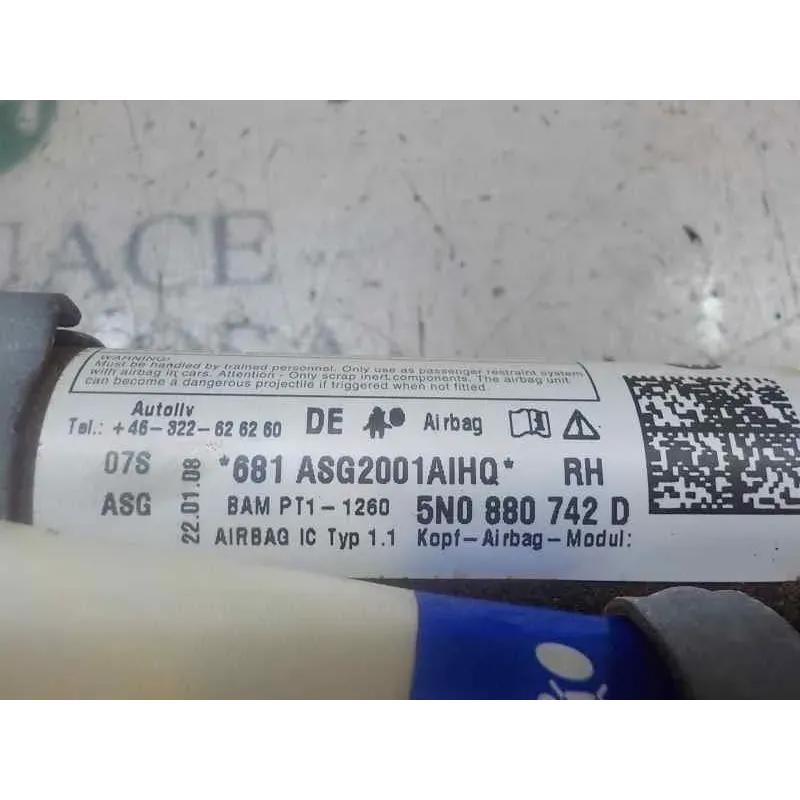 WARNING!
Must be handled by trained personnel. Only use as passenger restraint system
with airbag in cars. Attention - Only scrap inert components. The airbag unit
can become a dangerous projectile if triggered when not fitted.
Autoliv
Tel.: +46-322-626260
DE
Airbag
07S
22.01.08
*681 ASG2001AIHQ*
RH
ASG
BAM PT1-1260
5N0 880 742 D
AIRBAG IC Typ 1.1
Kopf-Airbag-Modul: